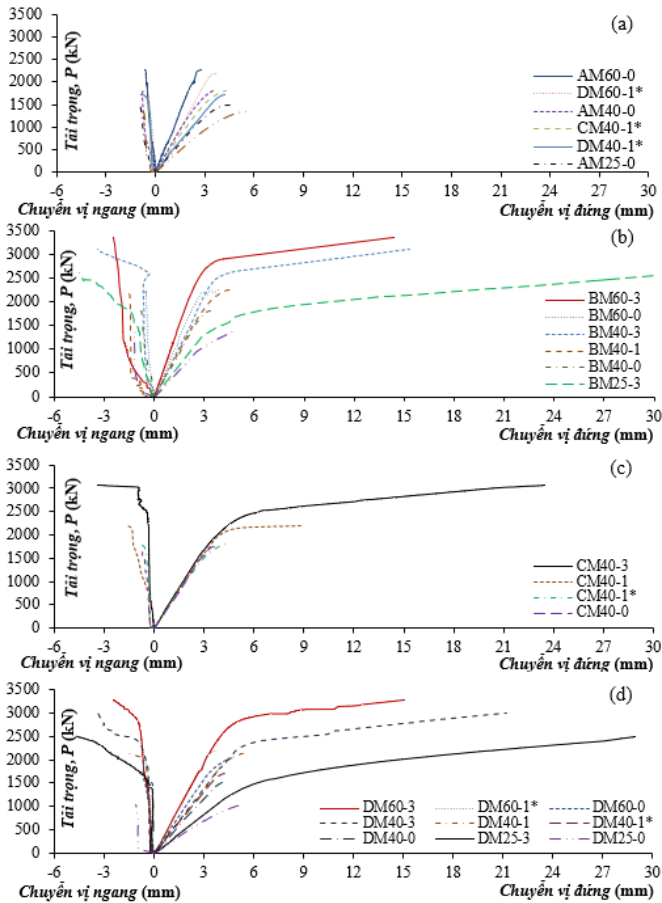 3500
(a)
3000
2500
2000
1500
1000
500
0
Tải trọng, P (kN)
AM60-0
DM60-1*
AM40-0
CM40-1*
DM40-1*
AM25-0
-6 -3 0 3 6 9 12 15 18 21 24 27 30
Chuyển vị ngang (mm) Chuyển vị đứng (mm)
3500
(b)
3000
2500
2000
1500
1000
500
0
Tải trọng, P (kN)
BM60-3
BM60-0
BM40-3
BM40-1
BM40-0
BM25-3
-6 -3 0 3 6 9 12 15 18 21 24 27 30
Chuyển vị ngang (mm) Chuyển vị đứng (mm)
3500
(c)
3000
2500
2000
1500
1000
500
0
Tải trọng, P (kN)
CM40-3
CM40-1
CM40-1*
CM40-0
-6 -3 0 3 6 9 12 15 18 21 24 27 30
Chuyển vị ngang (mm) Chuyển vị đứng (mm)
3500
(d)
3000
2500
2000
1500
1000
500
0
Tải trọng, P (kN)
DM60-3 DM60-1* DM60-0
DM40-3 DM40-1 DM40-1*
DM40-0 DM25-3 DM25-0
-6 -3 0 3 6 9 12 15 18 21 24 27 30
Chuyển vị ngang (mm) Chuyển vị đứng (mm)